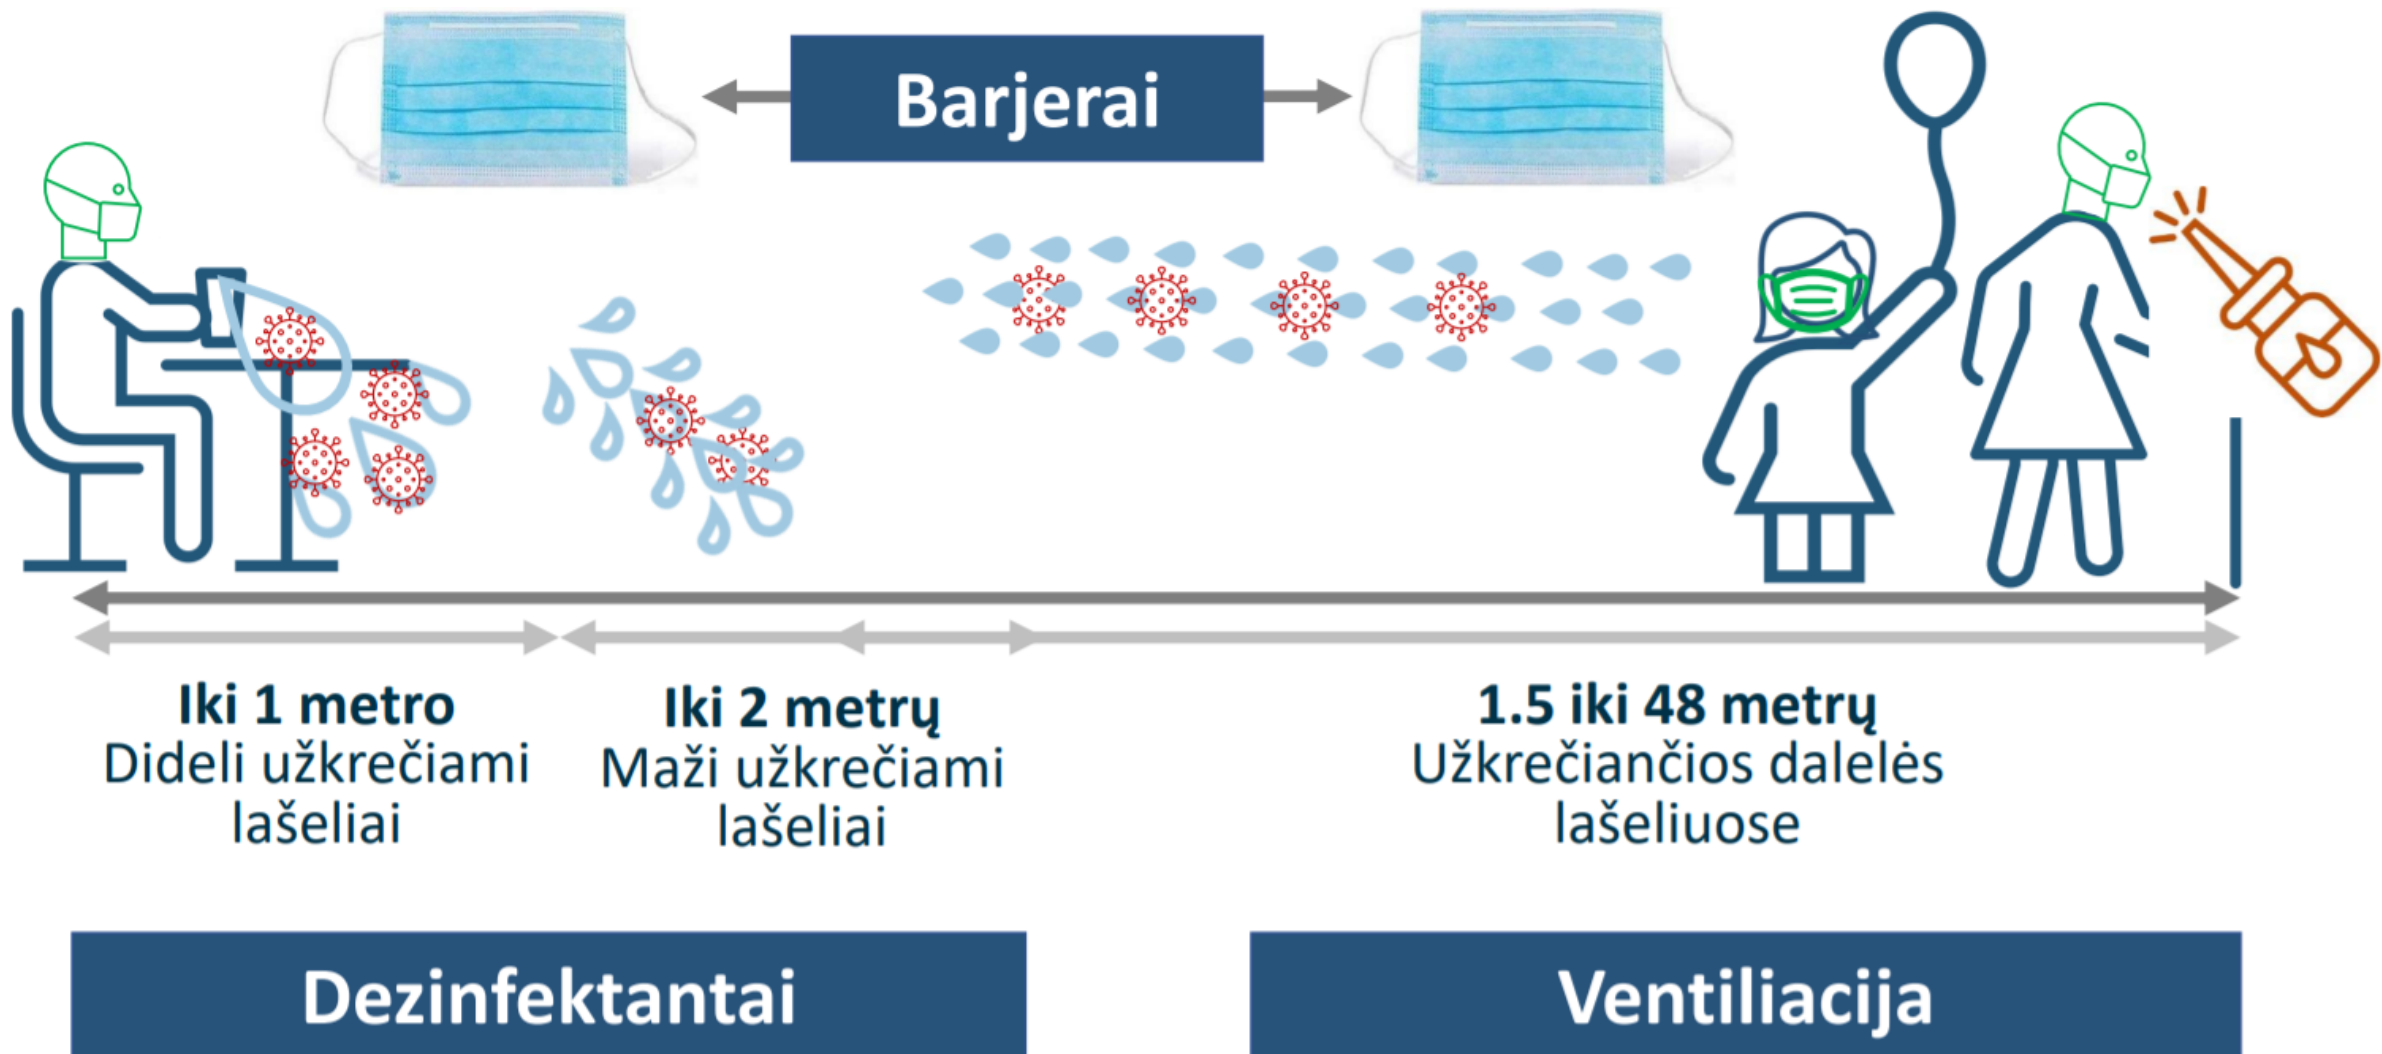 Barjerai
Iki 1 metro
Dideli užkrečiami
lašeliai
Iki 2 metrų
Maži užkrečiami
lašeliai
1.5 iki 48 metrų
Užkrečiančios dalelės
lašeliuose
Dezinfektantai
Ventiliacija